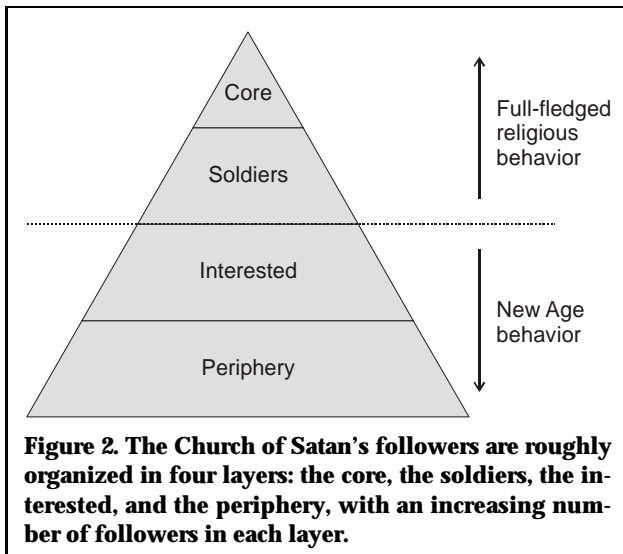 Core
Full-fledged
religious
behavior
Soldiers
Interested
New Age
behavior
Periphery
Figure 2. The Church of Satan's followers are roughly
organized in four layers: the core, the soldiers, the in-
terested, and the periphery, with an increasing num-
ber of followers in each layer.